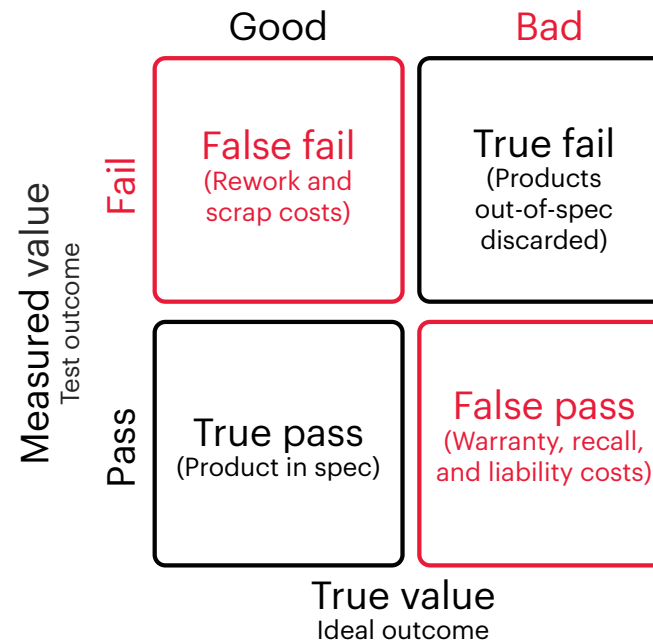 Good
Bad
Measured value
Test outcome
Fail
False fail
(Rework and
scrap costs)
True fail
(Products
out-of-spec
discarded)
Pass
True pass
(Product in spec)
False pass
(Warranty, recall,
and liability costs)
True value
Ideal outcome